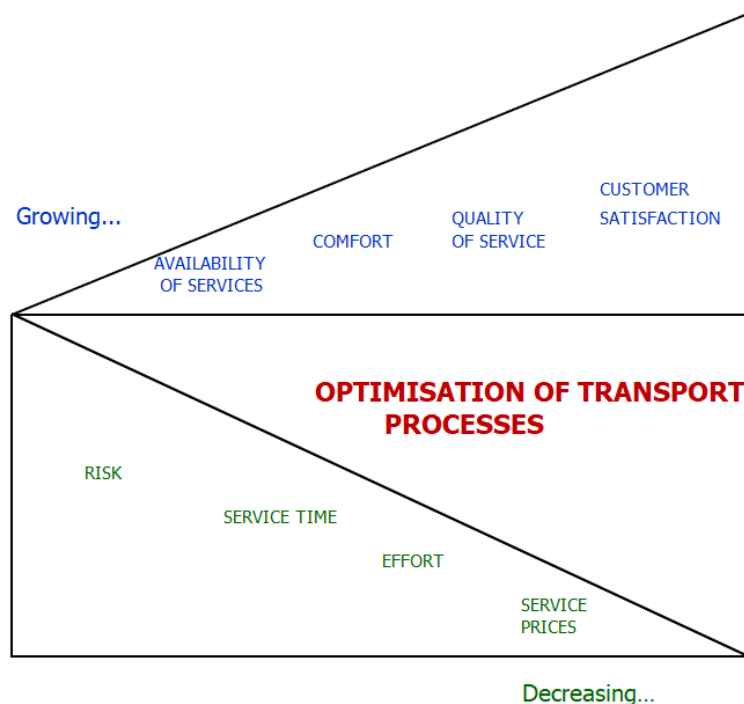 CUSTOMER
Growing...
QUALITY
SATISFACTION
COMFORT
OF SERVICE
AVAILABILITY
OF SERVICES
OPTIMISATION OF TRANSPORT
PROCESSES
RISK
SERVICE TIME
EFFORT
SERVICE
PRICES
Decreasing...